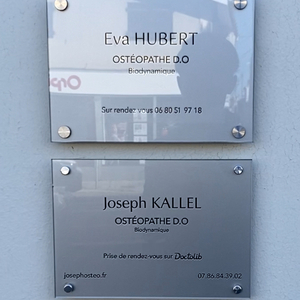 Eva HUBERT
OSTÉOPATHE D.O
Biodynamique
Sur rendez vous 06 80 51 97 18
Joseph KALLEL
OSTÉOPATHE D.O
Biodynamique
Prise de rendez-vous sur Doctolib
josephosteo.fr 07.86.84.39.02